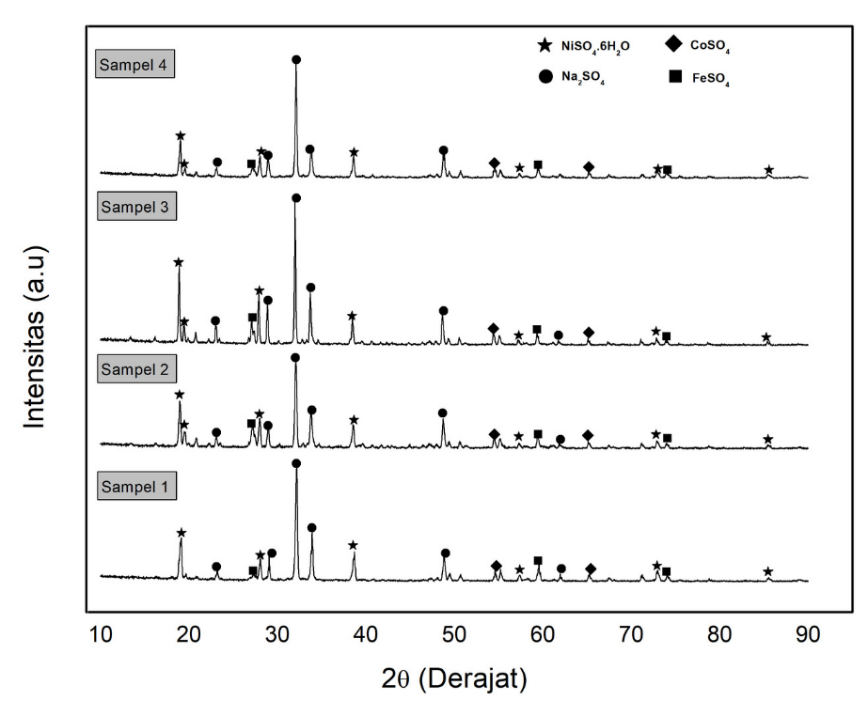 ★ NiSO₄.6H₂O ◆ CoSO₄
● Na₂SO₄ ■ FeSO₄
Sampel 4
Sampel 3
Sampel 2
Sampel 1
Intensitas (a.u)
10 20 30 40 50 60 70 80 90
2θ (Derajat)